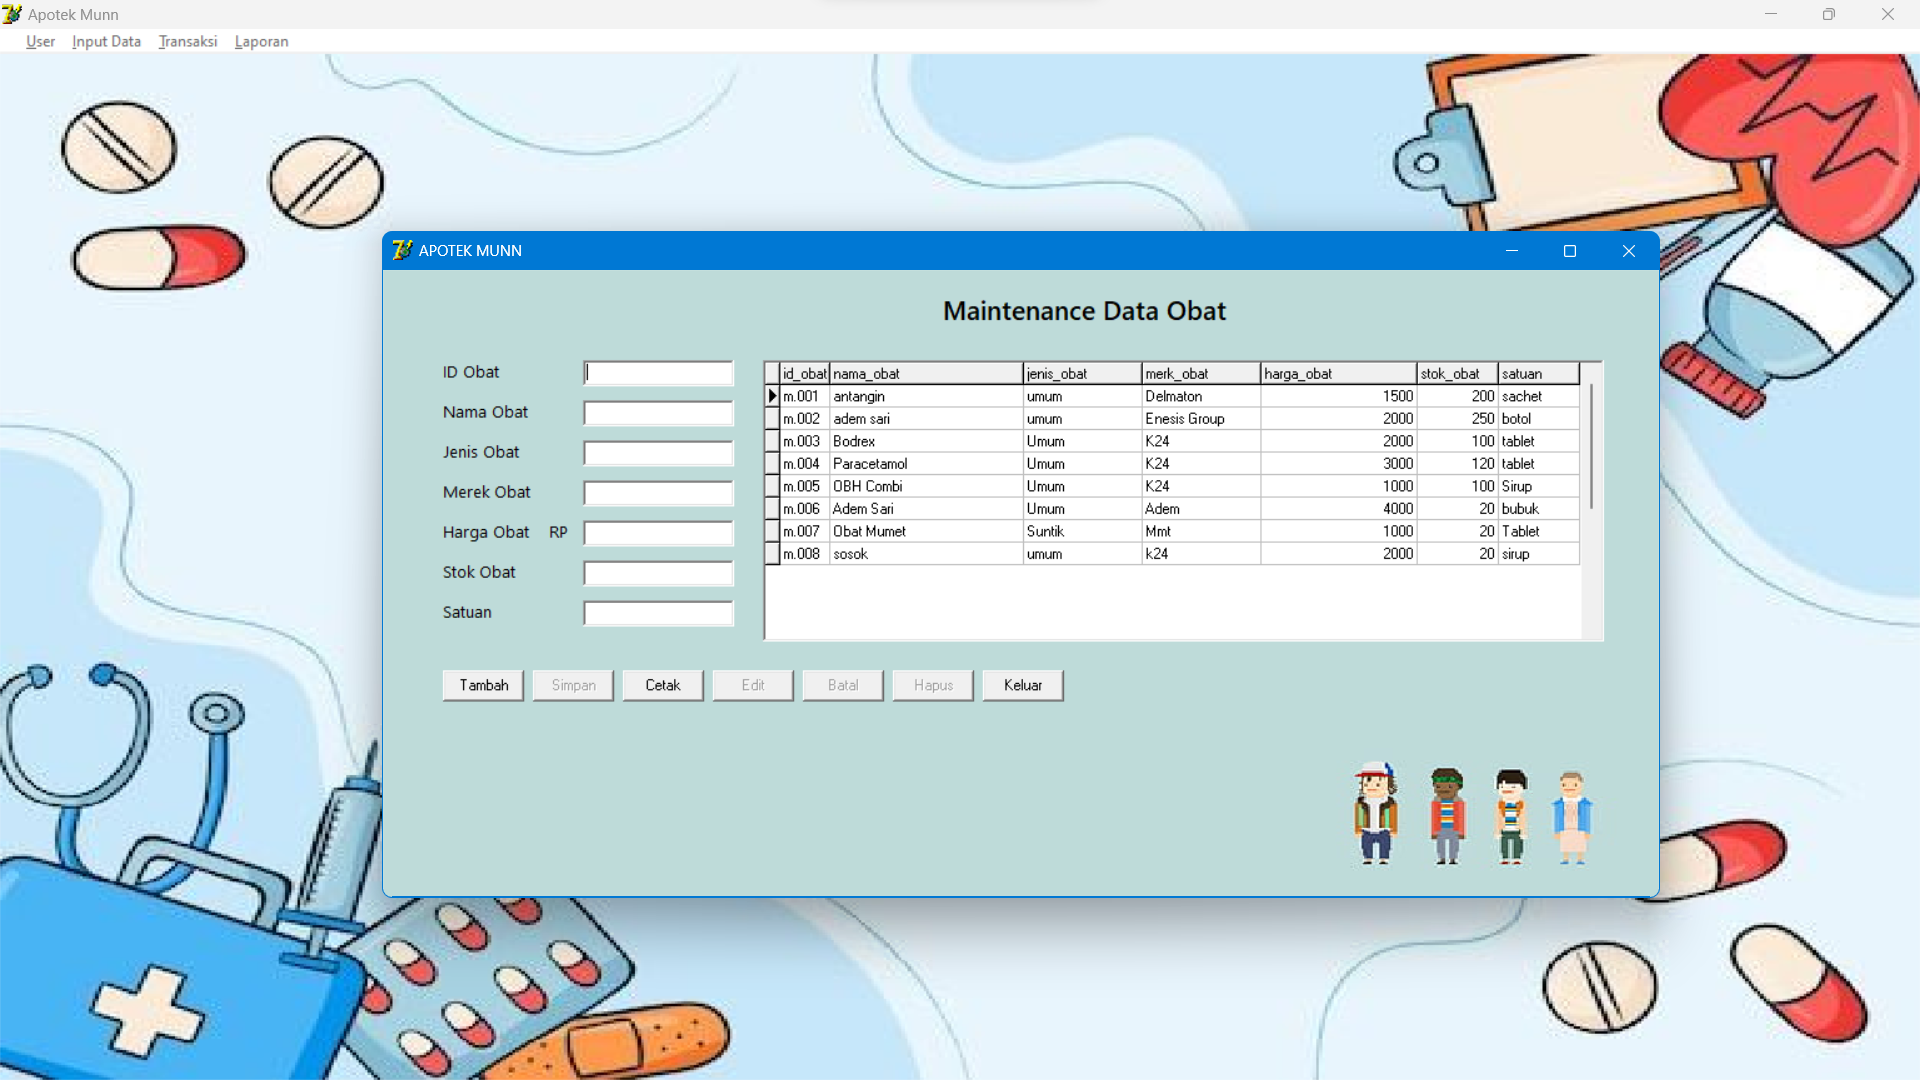 Apotek Munn
User Input Data Transaksi Laporan
APOTEK MUNN
Maintenance Data Obat
ID Obat
Nama Obat
Jenis Obat
Merek Obat
Harga Obat RP
Stok Obat
Satuan
id_obat nama_obat jenis_obat merk_obat harga_obat stok_obat satuan
m.001 antangin umum Delmaton 1500 200 sachet
m.002 adem sari umum Enesis Group 2000 250 botol
m.003 Bodrex Umum K24 2000 100 tablet
m.004 Paracetamol Umum K24 3000 120 tablet
m.005 OBH Combi Umum K24 1000 100 Sirup
m.006 Adem Sari Umum Adem 4000 20 bubuk
m.007 Obat Mumet Suntik Mmt 1000 20 Tablet
m.008 sosok umum k24 2000 20 sirup
Tambah Simpan Cetak Edit Batal Hapus Keluar